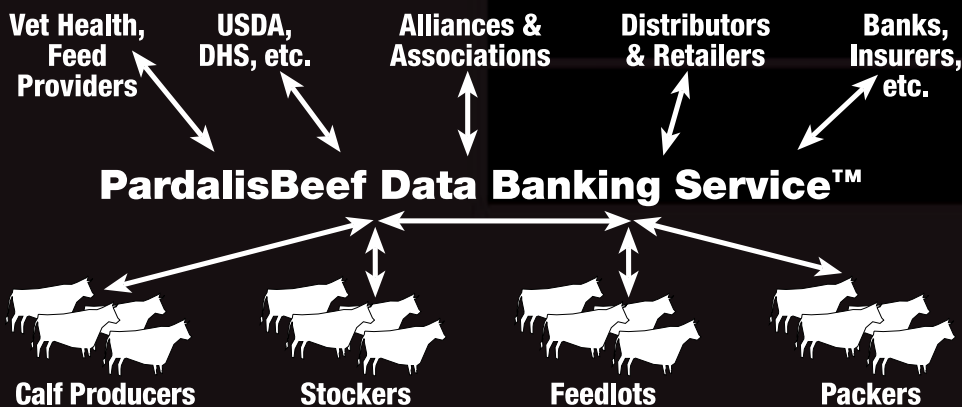 Vet Health,
Feed
Providers
USDA,
DHS, etc.
Alliances &
Associations
Distributors
& Retailers
Banks,
Insurers,
etc.
PardalisBeef Data Banking Service™
Calf Producers
Stockers
Feedlots
Packers